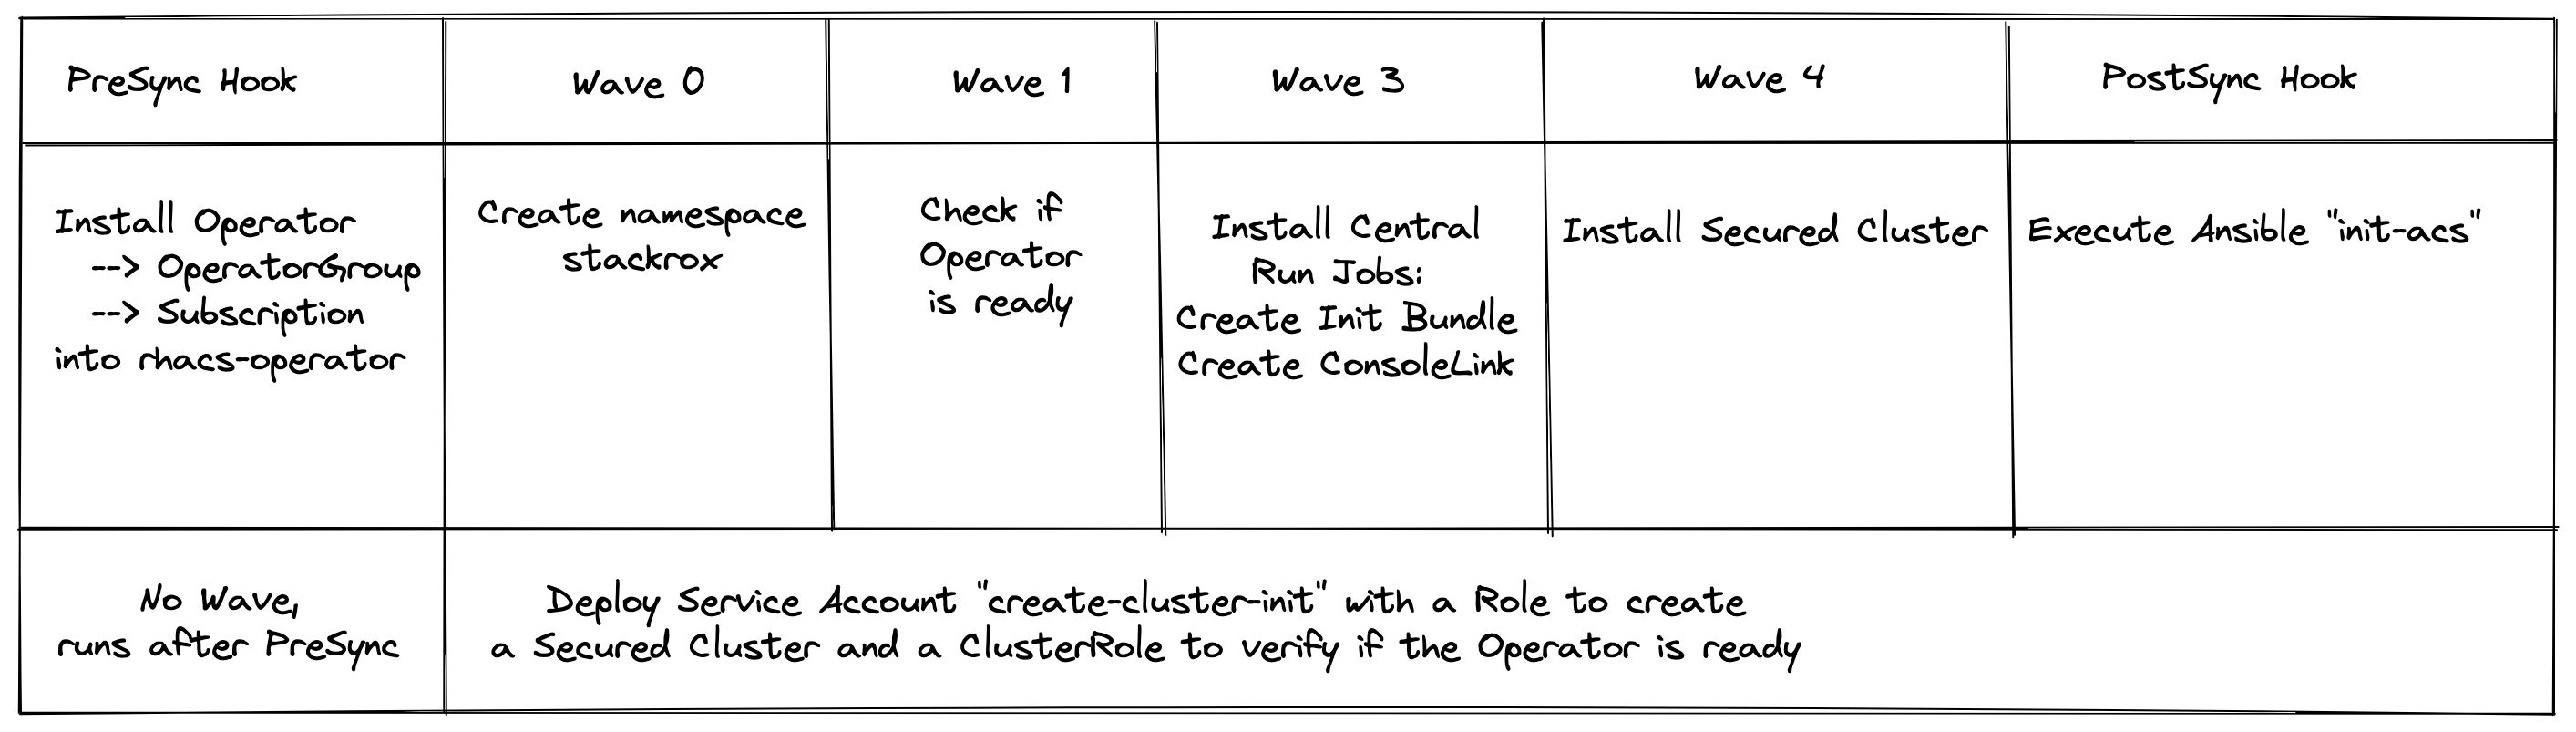 PreSync Hook
Wave 0
Wave 1
Wave 3
Wave 4
PostSync Hook
Install Operator
--> OperatorGroup
--> Subscription
into rhacs-operator
Create namespace
stackrox
Check if
Operator
is ready
Install Central
Run Jobs:
Create Init Bundle
Create ConsoleLink
Install Secured Cluster
Execute Ansible "init-acs"
No Wave,
runs after PreSync
Deploy Service Account "create-cluster-init" with a Role to create
a Secured Cluster and a ClusterRole to verify if the Operator is ready